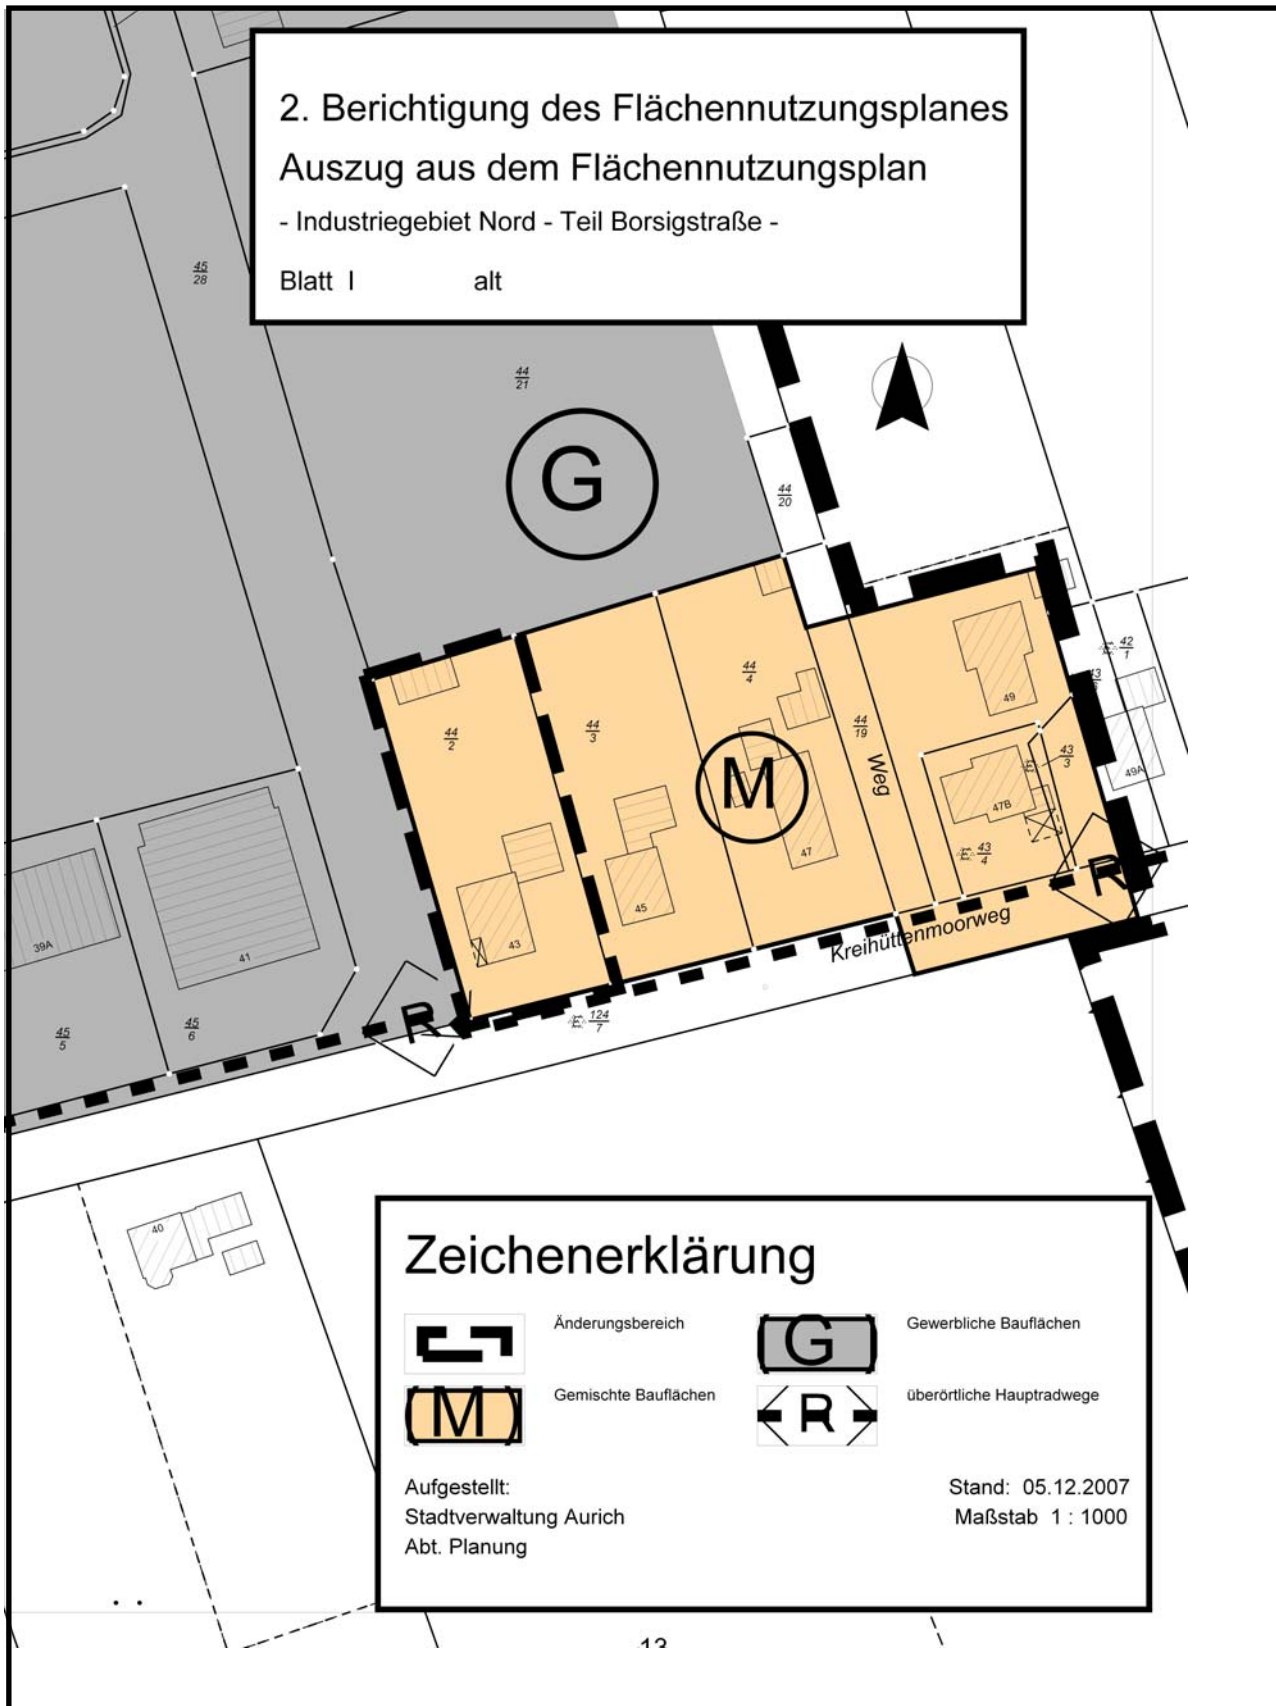 2. Berichtigung des Flächennutzungsplanes
Auszug aus dem Flächennutzungsplan
- Industriegebiet Nord - Teil Borsigstraße -
Blatt I alt
45
28
44
21
G
44
20
42
1
49
44
4
44
2
44
3
44
19
Weg
43
3
49A
M
47B
47
43
4
R
45
43
Kreihüttenmoorweg
39A
41
R
124
7
45
5
45
6
40
Zeichenerklärung
Änderungsbereich
G
Gewerbliche Bauflächen
M
Gemischte Bauflächen
R
überörtliche Hauptradwege
Aufgestellt:
Stadtverwaltung Aurich
Abt. Planung
Stand: 05.12.2007
Maßstab 1 : 1000